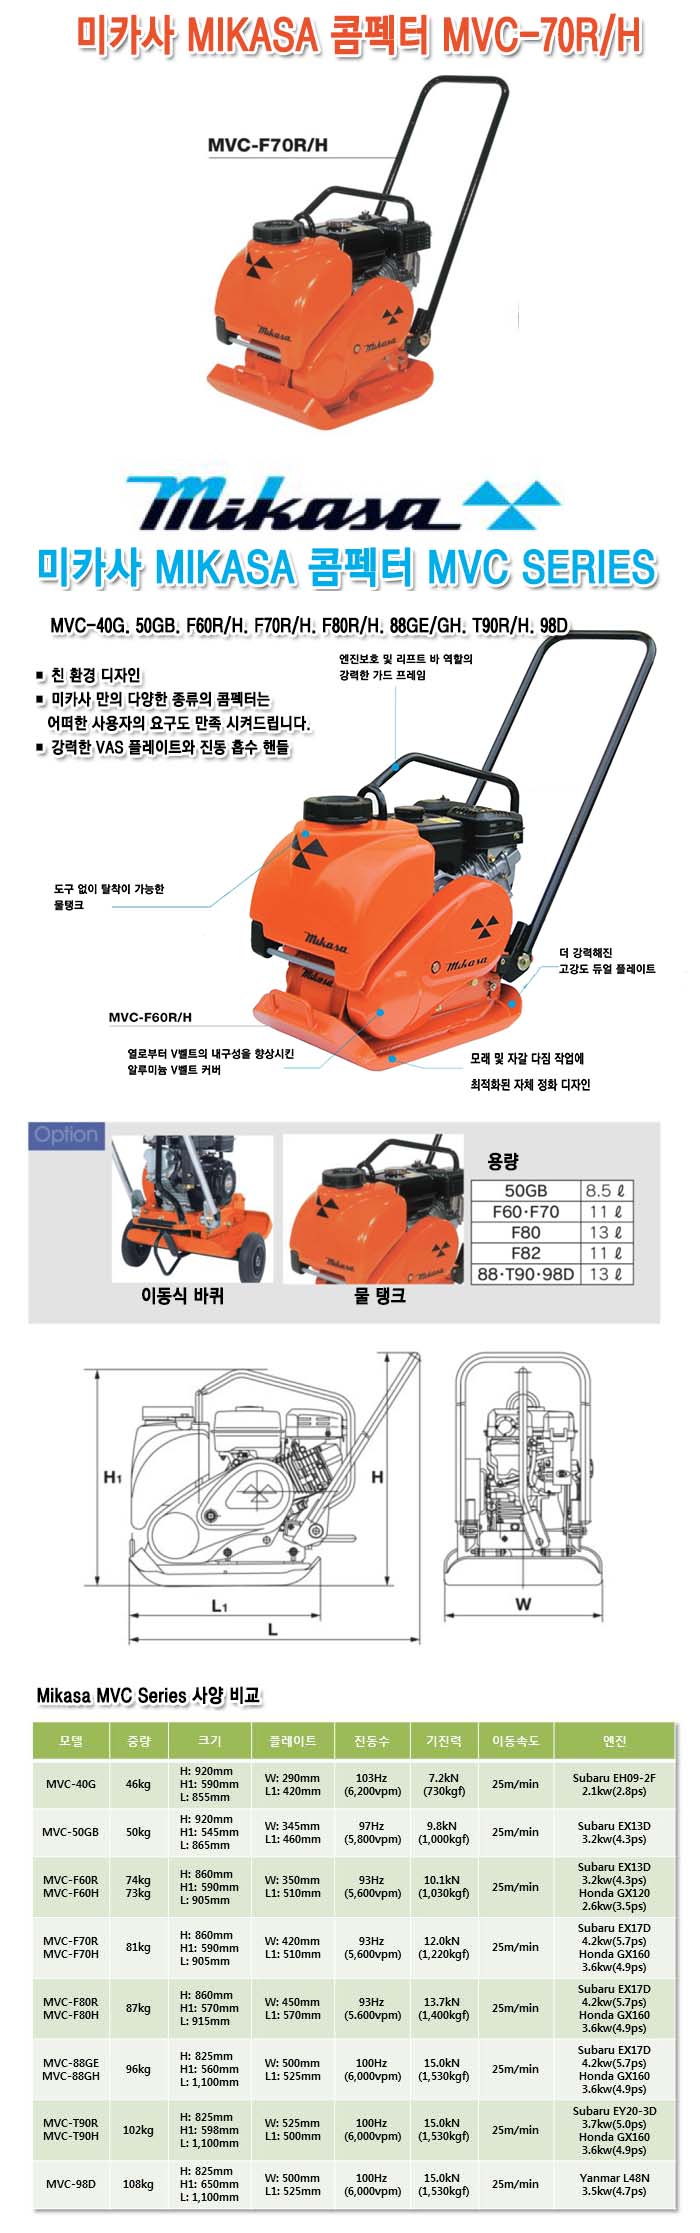 미카사 MIKASA 콤펙터 MVC-70R/H
MVC-F70R/H
mikasa
mikasa
mikasa
미카사 MIKASA 콤펙터 MVC SERIES
MVC-40G. 50GB. F60R/H. F70R/H. F80R/H. 88GE/GH. T90R/H. 98D
■ 친 환경 디자인
■ 미카사 만의 다양한 종류의 콤펙터는
어떠한 사용자의 요구도 만족 시켜드립니다.
■ 강력한 VAS 플레이트와 진동 흡수 핸들
엔진보호 및 리프트 바 역할의
강력한 가드 프레임
도구 없이 탈착이 가능한
물탱크
mikasa
mikasa
mikasa
더 강력해진
고강도 듀얼 플레이트
MVC-F60R/H
열로부터 V벨트의 내구성을 향상시킨
알루미늄 V벨트 커버
모래 및 자갈 다짐 작업에
최적화된 자체 정화 디자인
Option
mikasa
이동식 바퀴
물 탱크
용량
50GB 8.5 ℓ
F60·F70 11 ℓ
F80 13 ℓ
F82 11 ℓ
88·T90·98D 13 ℓ
H1
H
L1
L
W
Mikasa MVC Series 사양 비교
모델 중량 크기 플레이트 진동수 기진력 이동속도 엔진
MVC-40G 46kg H: 920mm H1: 590mm L: 855mm W: 290mm L1: 420mm 103Hz (6,200vpm) 7.2kN (730kgf) 25m/min Subaru EH09-2F 2.1kw(2.8ps)
MVC-50GB 50kg H: 920mm H1: 545mm L: 865mm W: 345mm L1: 460mm 97Hz (5,800vpm) 9.8kN (1,000kgf) 25m/min Subaru EX13D 3.2kw(4.3ps)
MVC-F60R MVC-F60H 74kg 73kg H: 860mm H1: 590mm L: 905mm W: 350mm L1: 510mm 93Hz (5,600vpm) 10.1kN (1,030kgf) 25m/min Subaru EX13D 3.2kw(4.3ps) Honda GX120 2.6kw(3.5ps)
MVC-F70R MVC-F70H 81kg H: 860mm H1: 590mm L: 905mm W: 420mm L1: 510mm 93Hz (5,600vpm) 12.0kN (1,220kgf) 25m/min Subaru EX17D 4.2kw(5.7ps) Honda GX160 3.6kw(4.9ps)
MVC-F80R MVC-F80H 87kg H: 860mm H1: 570mm L: 915mm W: 450mm L1: 570mm 93Hz (5.600vpm) 13.7kN (1,400kgf) 25m/min Subaru EX17D 4.2kw(5.7ps) Honda GX160 3.6kw(4.9ps)
MVC-88GE MVC-88GH 96kg H: 825mm H1: 560mm L: 1,100mm W: 500mm L1: 525mm 100Hz (6,000vpm) 15.0kN (1,530kgf) 25m/min Subaru EX17D 4.2kw(5.7ps) Honda GX160 3.6kw(4.9ps)
MVC-T90R MVC-T90H 102kg H: 825mm H1: 598mm L: 1,100mm W: 525mm L1: 500mm 100Hz (6,000vpm) 15.0kN (1,530kgf) 25m/min Subaru EY20-3D 3.7kw(5.0ps) Honda GX160 3.6kw(4.9ps)
MVC-98D 108kg H: 825mm H1: 650mm L: 1,100mm W: 500mm L1: 525mm 100Hz (6,000vpm) 15.0kN (1,530kgf) 25m/min Yanmar L48N 3.5kw(4.7ps)